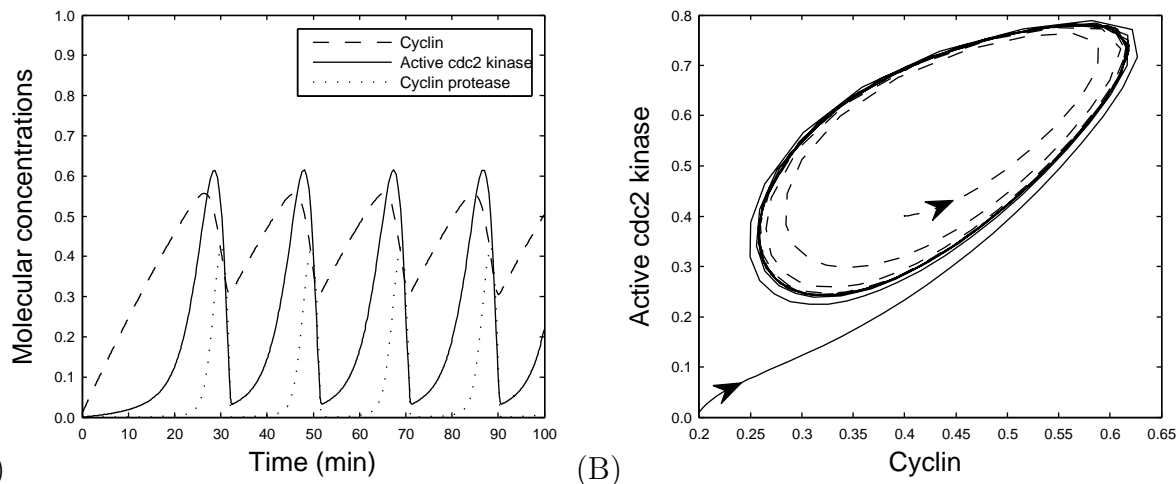 1.0
0.9
0.8
0.7
0.6
0.5
0.4
0.3
0.2
0.1
0.0
Molecular concentrations
Cyclin
Active cdc2 kinase
Cyclin protease
0 10 20 30 40 50 60 70 80 90 100
Time (min)
)
(B)
0.8
0.7
0.6
0.5
0.4
0.3
0.2
0.1
0.0
Active cdc2 kinase
0.2 0.25 0.3 0.35 0.4 0.45 0.5 0.55 0.6 0.65
Cyclin